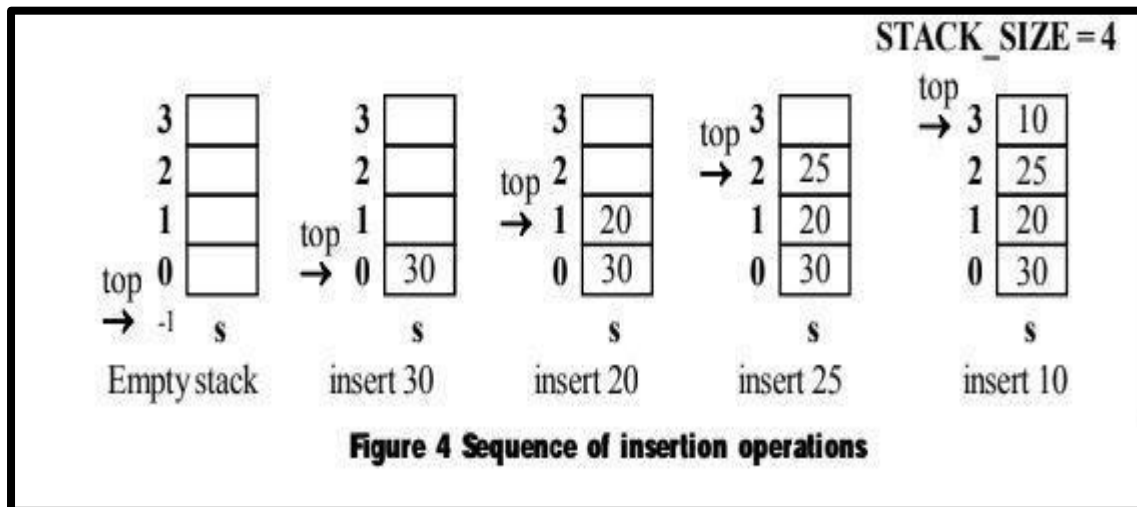 STACK_SIZE = 4
top
3
2
1
0
top
→ -1
s
Empty stack
3
2
1
top
→ 0 30
s
insert 30
3
top 2
→ 1 20
0 30
s
insert 20
top 3
→ 2 25
1 20
0 30
s
insert 25
→ 3 10
2 25
1 20
0 30
s
insert 10
Figure 4 Sequence of insertion operations